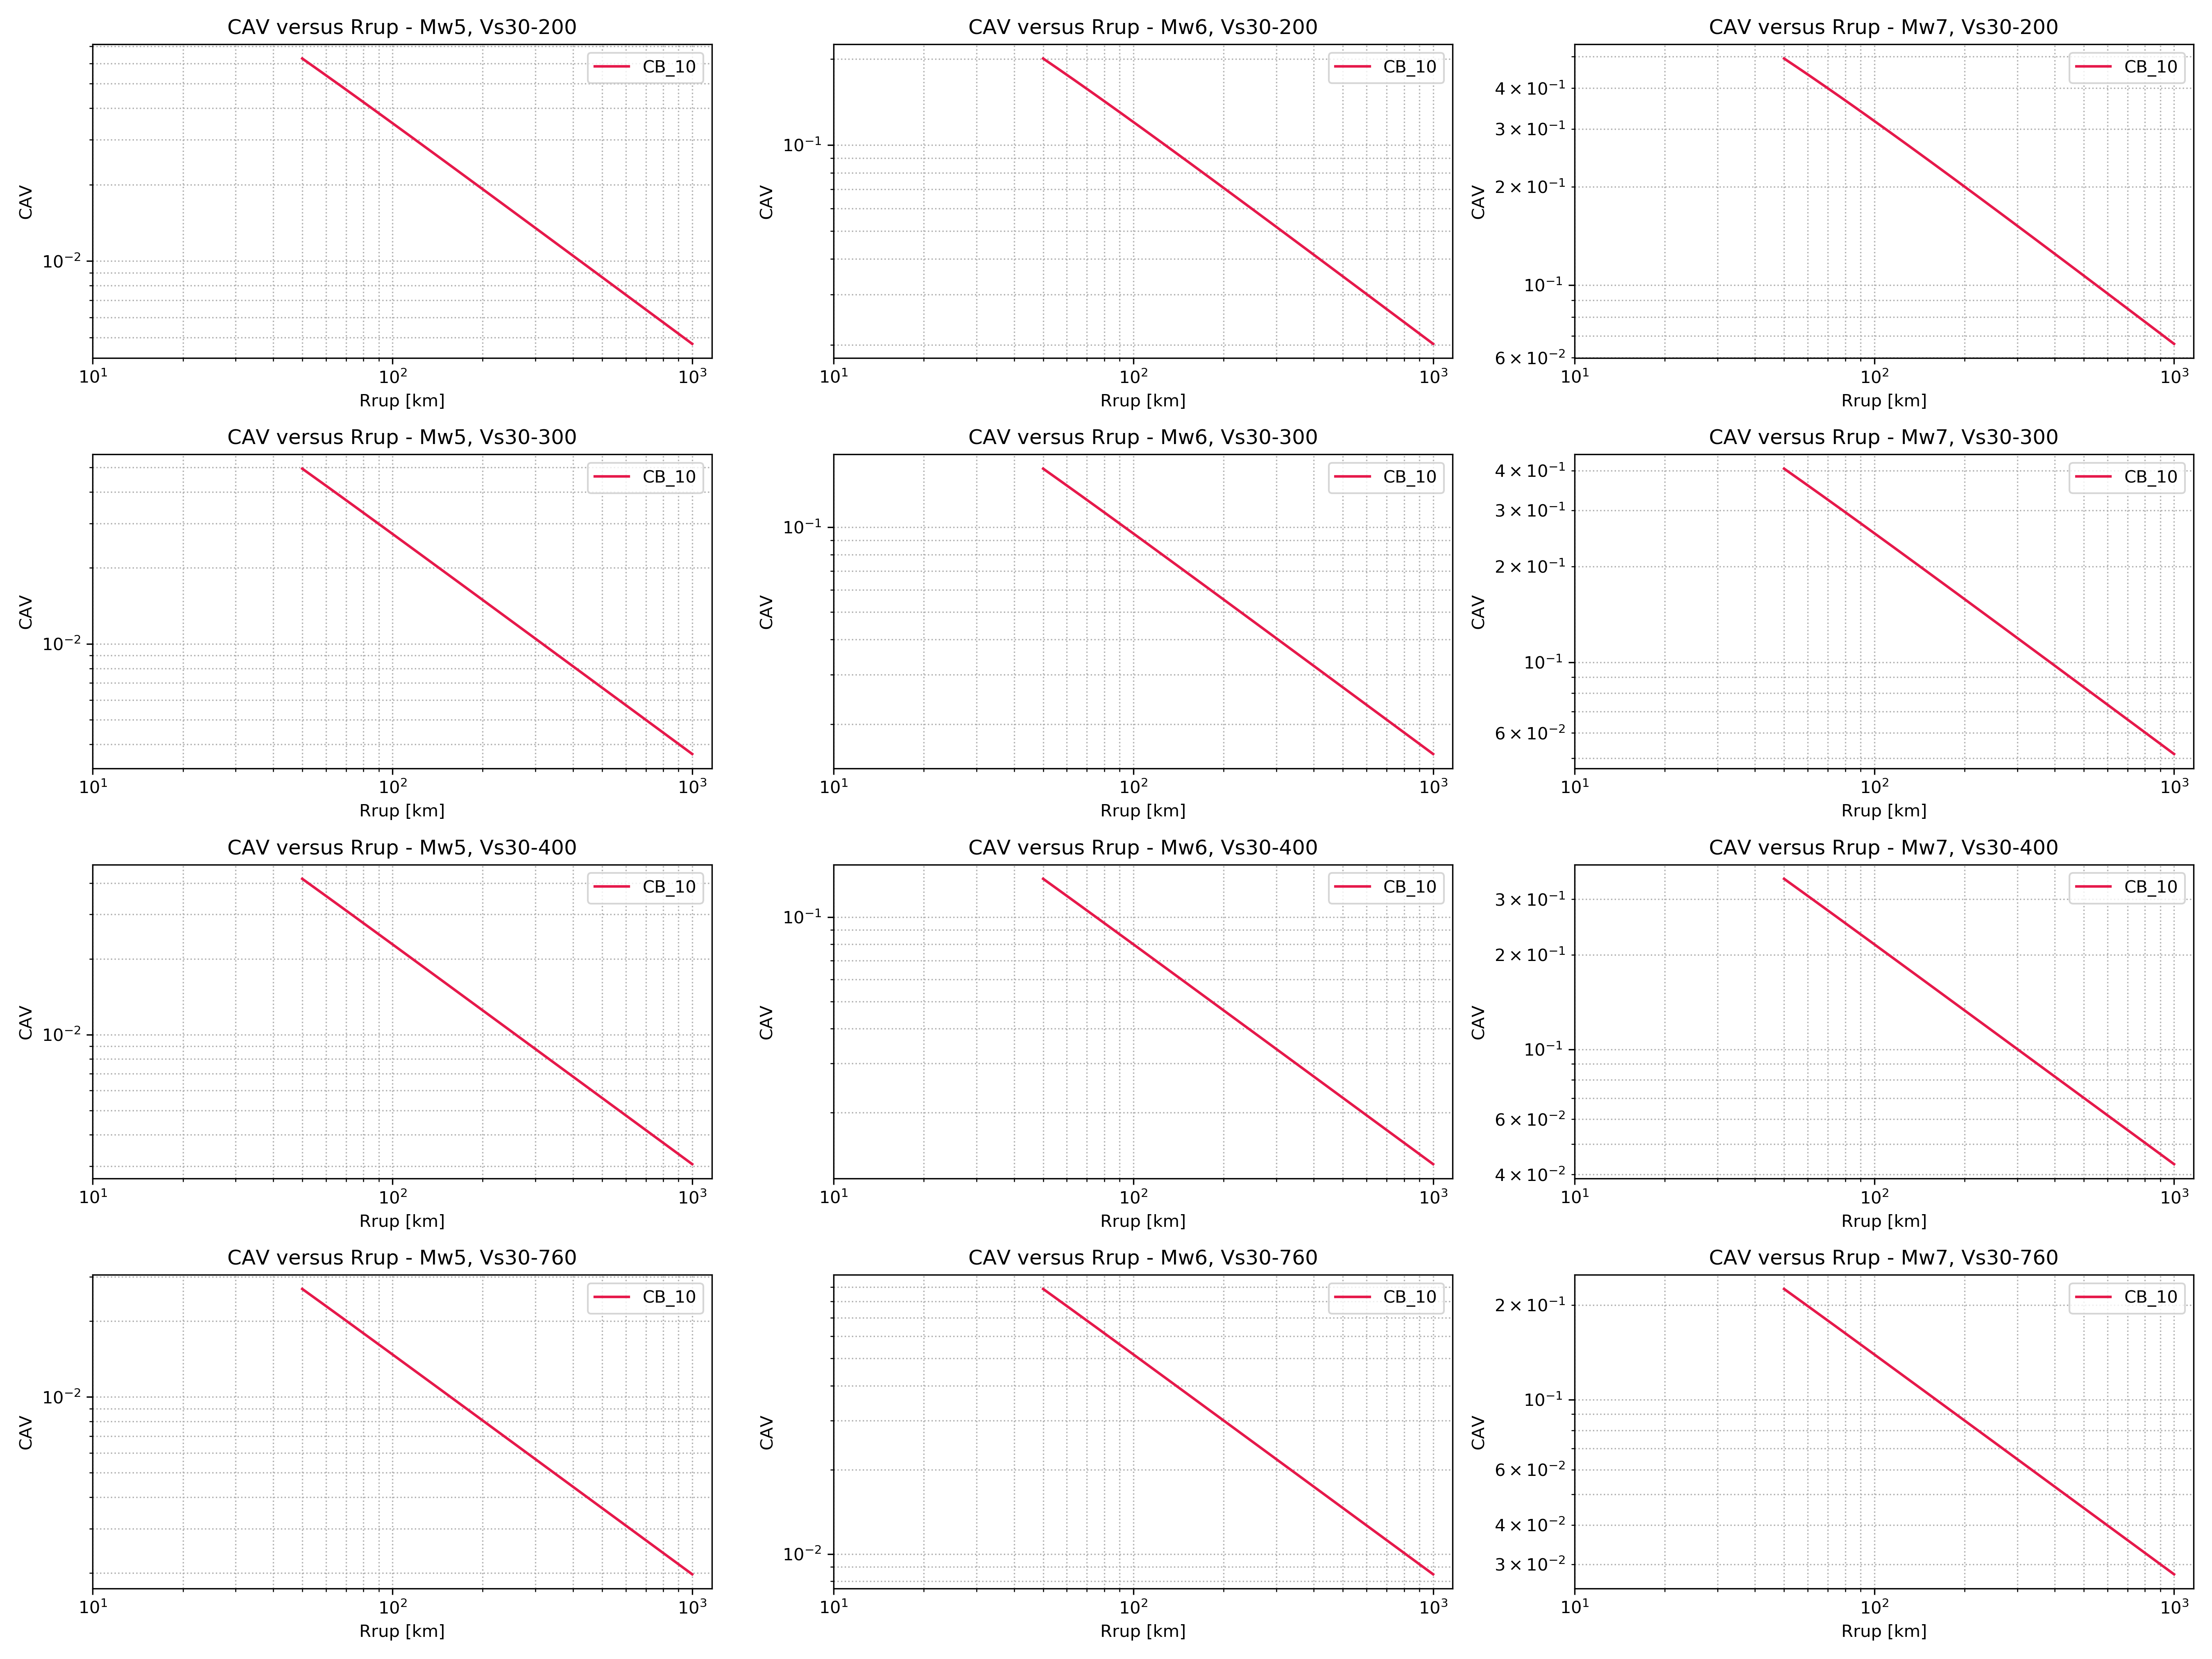 CAV versus Rrup - Mw5, Vs30-200
CAV
10⁻²
CB_10
10¹ 10² 10³
Rrup [km]
CAV versus Rrup - Mw6, Vs30-200
CAV
10⁻¹
CB_10
10¹ 10² 10³
Rrup [km]
CAV versus Rrup - Mw7, Vs30-200
CAV
4 × 10⁻¹
3 × 10⁻¹
2 × 10⁻¹
10⁻¹
6 × 10⁻²
CB_10
10¹ 10² 10³
Rrup [km]
CAV versus Rrup - Mw5, Vs30-300
CAV
10⁻²
CB_10
10¹ 10² 10³
Rrup [km]
CAV versus Rrup - Mw6, Vs30-300
CAV
10⁻¹
CB_10
10¹ 10² 10³
Rrup [km]
CAV versus Rrup - Mw7, Vs30-300
CAV
4 × 10⁻¹
3 × 10⁻¹
2 × 10⁻¹
10⁻¹
6 × 10⁻²
CB_10
10¹ 10² 10³
Rrup [km]
CAV versus Rrup - Mw5, Vs30-400
CAV
10⁻²
CB_10
10¹ 10² 10³
Rrup [km]
CAV versus Rrup - Mw6, Vs30-400
CAV
10⁻¹
CB_10
10¹ 10² 10³
Rrup [km]
CAV versus Rrup - Mw7, Vs30-400
CAV
3 × 10⁻¹
2 × 10⁻¹
10⁻¹
6 × 10⁻²
4 × 10⁻²
CB_10
10¹ 10² 10³
Rrup [km]
CAV versus Rrup - Mw5, Vs30-760
CAV
10⁻²
CB_10
10¹ 10² 10³
Rrup [km]
CAV versus Rrup - Mw6, Vs30-760
CAV
10⁻²
CB_10
10¹ 10² 10³
Rrup [km]
CAV versus Rrup - Mw7, Vs30-760
CAV
2 × 10⁻¹
10⁻¹
6 × 10⁻²
4 × 10⁻²
3 × 10⁻²
CB_10
10¹ 10² 10³
Rrup [km]